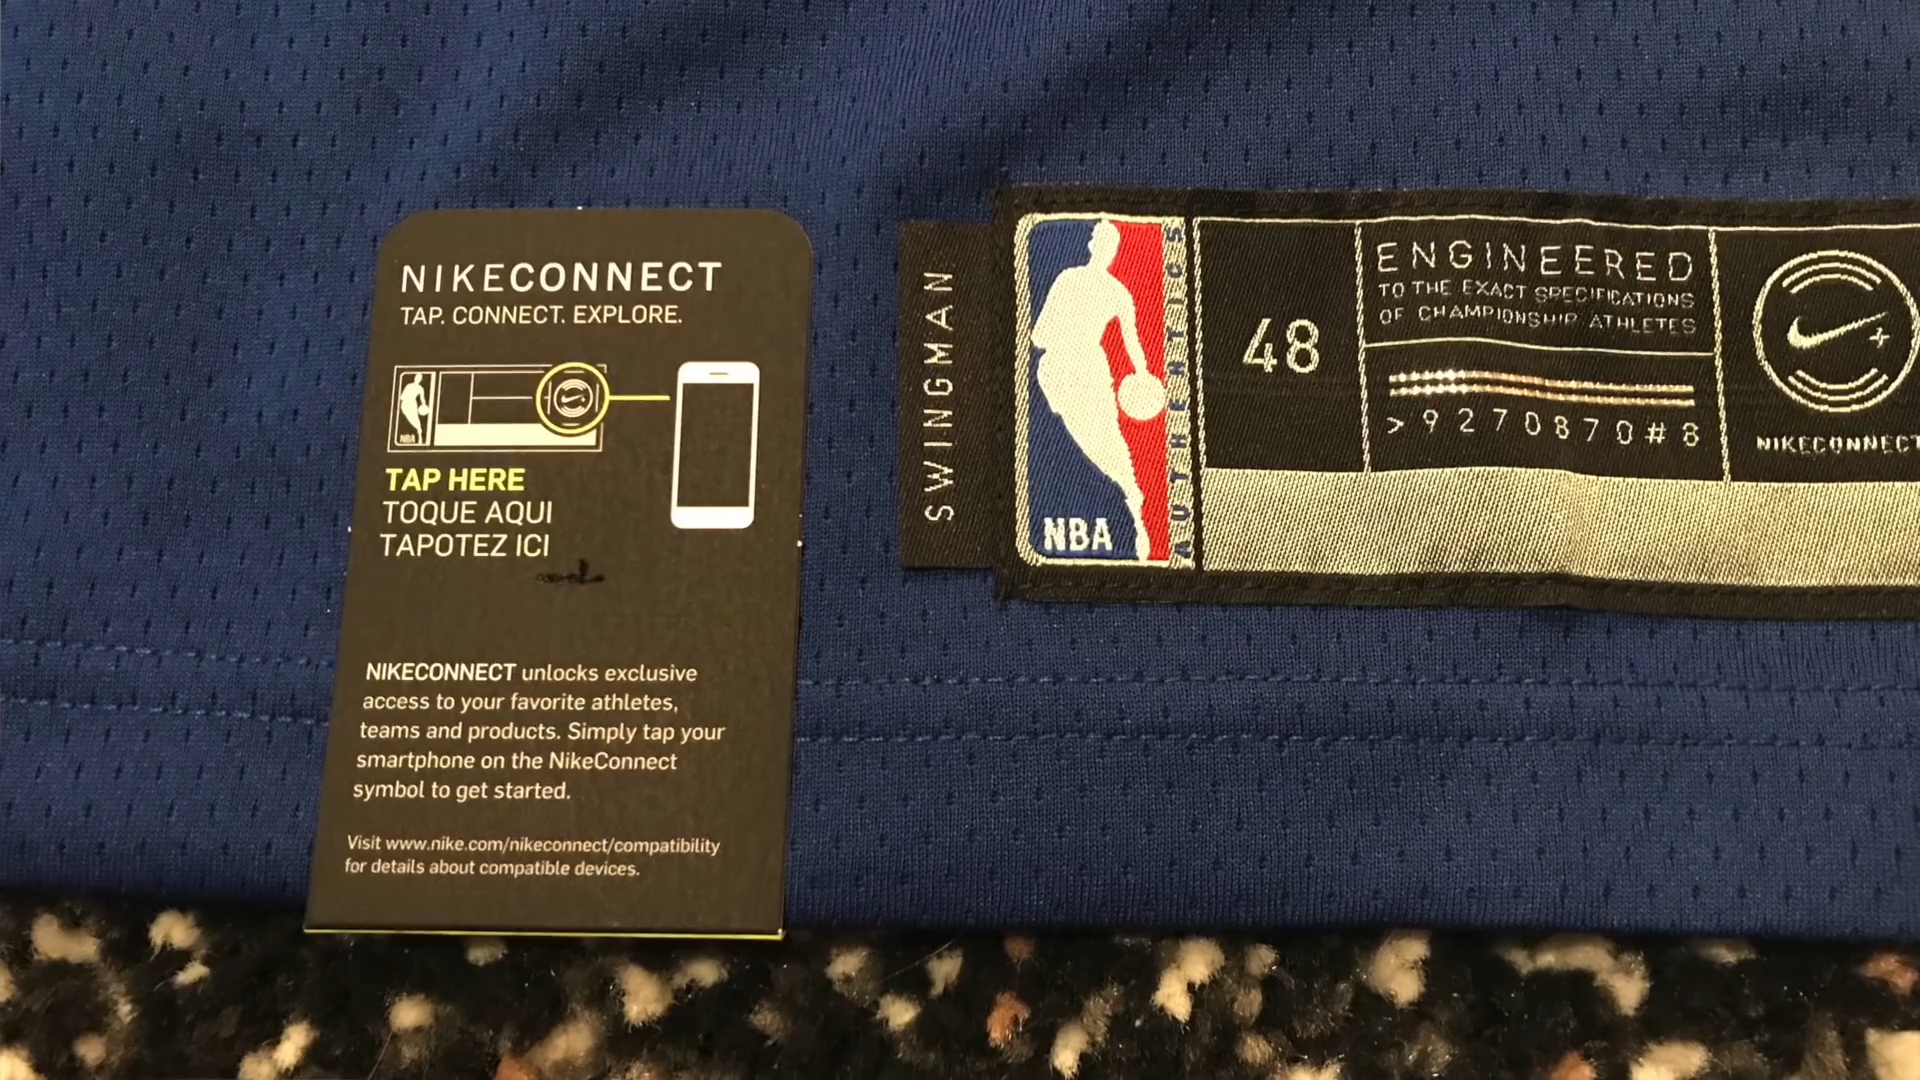 NIKECONNECT
TAP. CONNECT. EXPLORE.
NBA
TAP HERE
TOQUE AQUI
TAPOTEZ ICI
NIKECONNECT unlocks exclusive
access to your favorite athletes,
teams and products. Simply tap your
smartphone on the NikeConnect
symbol to get started.
Visit www.nike.com/nikeconnect/compatibility
for details about compatible devices.
SWINGMAN
NBA
AUTHENTICS
48
ENGINEERED
TO THE EXACT SPECIFICATIONS
OF CHAMPIONSHIP ATHLETES
>9270870#8
NIKECONNECT